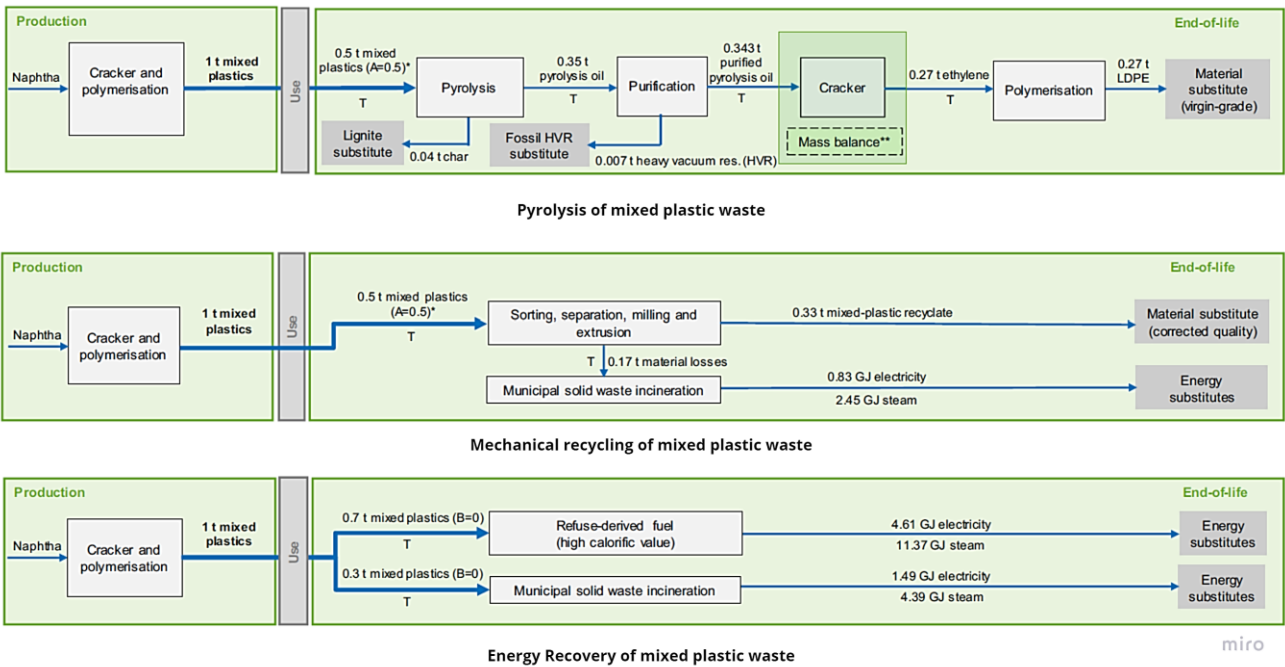 Production
End-of-life
Naphtha
Cracker and
polymerisation
1 t mixed
plastics
Use
0.5 t mixed
plastics (A=0.5)*
T
Pyrolysis
0.35 t
pyrolysis oil
T
Purification
0.343 t
purified
pyrolysis oil
T
Cracker
Mass balance**
0.27 t ethylene
T
Polymerisation
0.27 t
LDPE
Material
substitute
(virgin-grade)
Lignite
substitute
0.04 t char
Fossil HVR
substitute
0.007 t heavy vacuum res. (HVR)
Pyrolysis of mixed plastic waste
Production
End-of-life
Naphtha
Cracker and
polymerisation
1 t mixed
plastics
Use
0.5 t mixed plastics
(A=0.5)*
T
Sorting, separation, milling and
extrusion
0.33 t mixed-plastic recyclate
Material substitute
(corrected quality)
T 0.17 t material losses
Municipal solid waste incineration
0.83 GJ electricity
2.45 GJ steam
Energy
substitutes
Mechanical recycling of mixed plastic waste
Production
End-of-life
Naphtha
Cracker and
polymerisation
1 t mixed
plastics
Use
0.7 t mixed plastics (B=0)
T
Refuse-derived fuel
(high calorific value)
4.61 GJ electricity
11.37 GJ steam
Energy
substitutes
0.3 t mixed plastics (B=0)
T
Municipal solid waste incineration
1.49 GJ electricity
4.39 GJ steam
Energy
substitutes
Energy Recovery of mixed plastic waste
miro